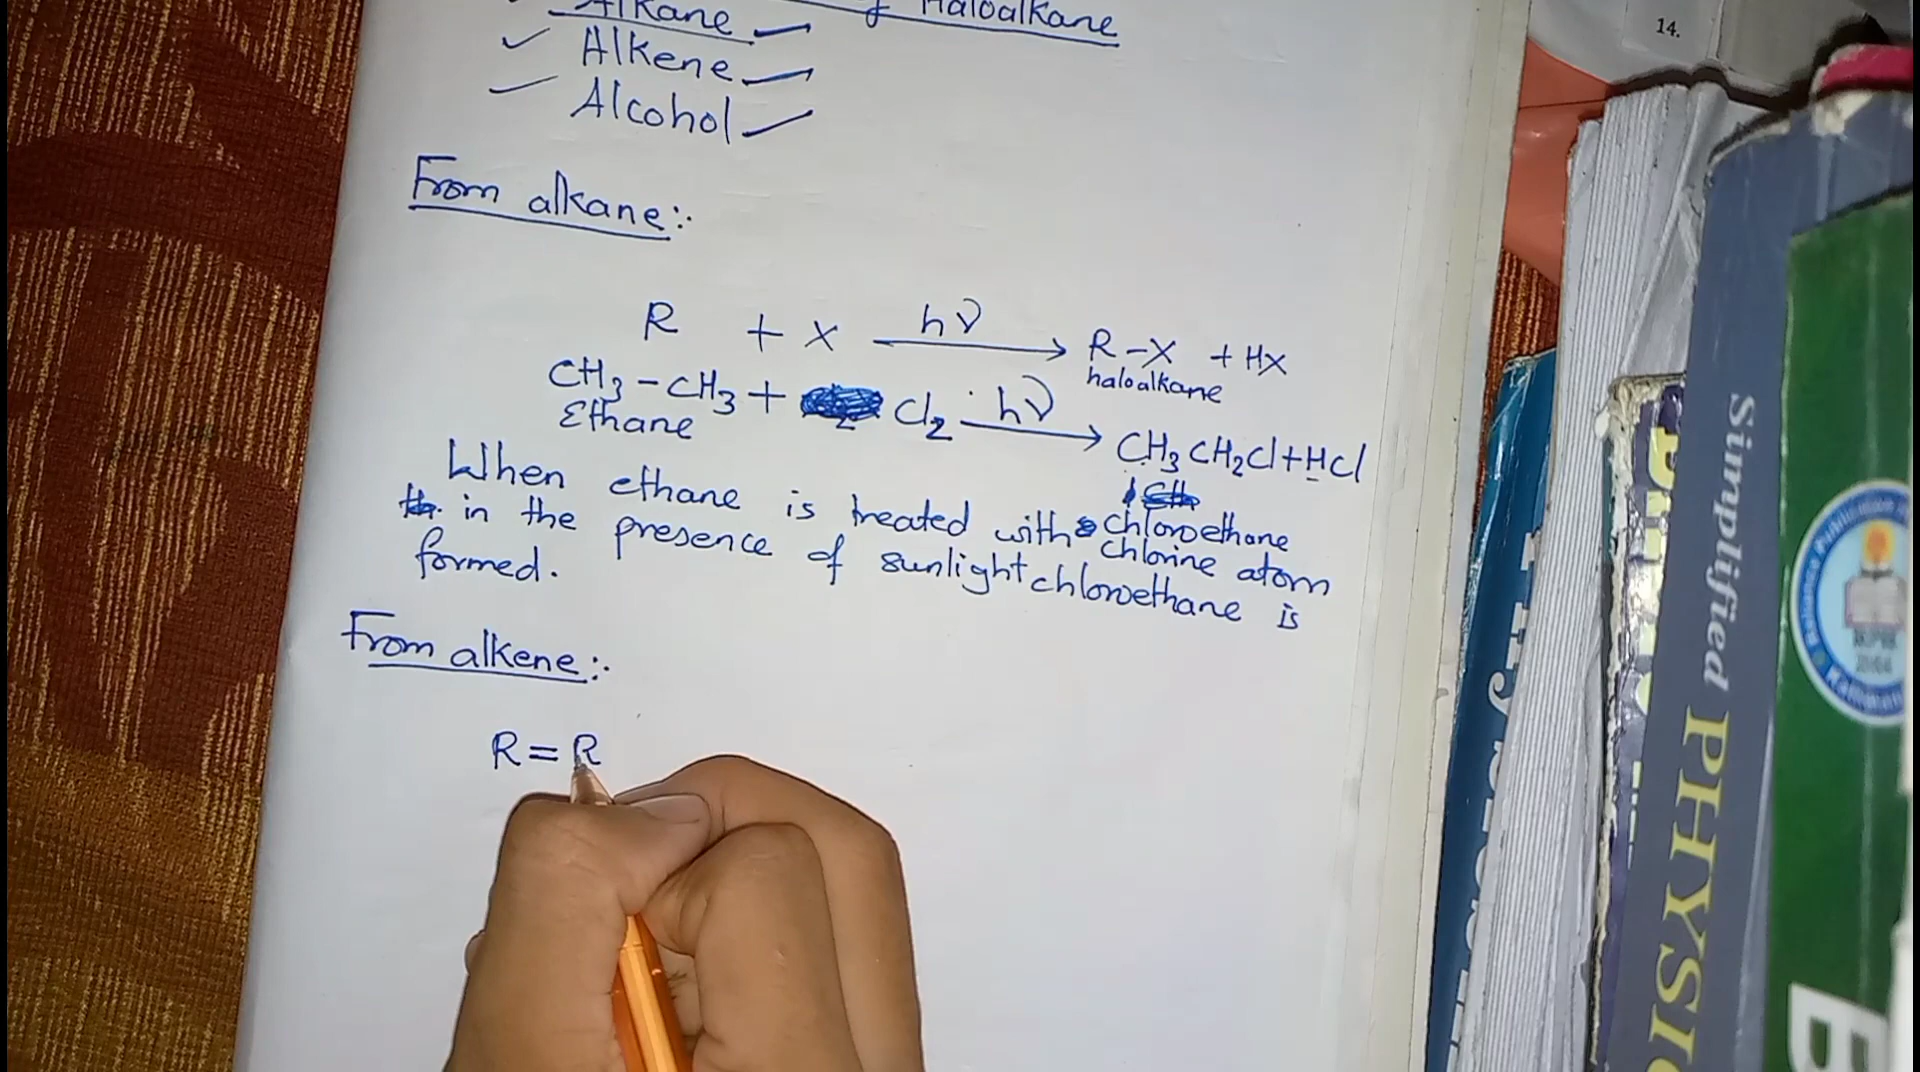 Alkane
of Haloalkane
Alkene
Alcohol
From alkane:
R + X hν R-X + HX
haloalkane
CH3-CH3 + Cl2 hν CH3CH2Cl+HCl
Ethane
chloroethane
When ethane is treated with chlorine atom
in the presence of sunlight chloroethane is
formed.
From alkene:
R=R
14.
Simplified PHYSIC
B